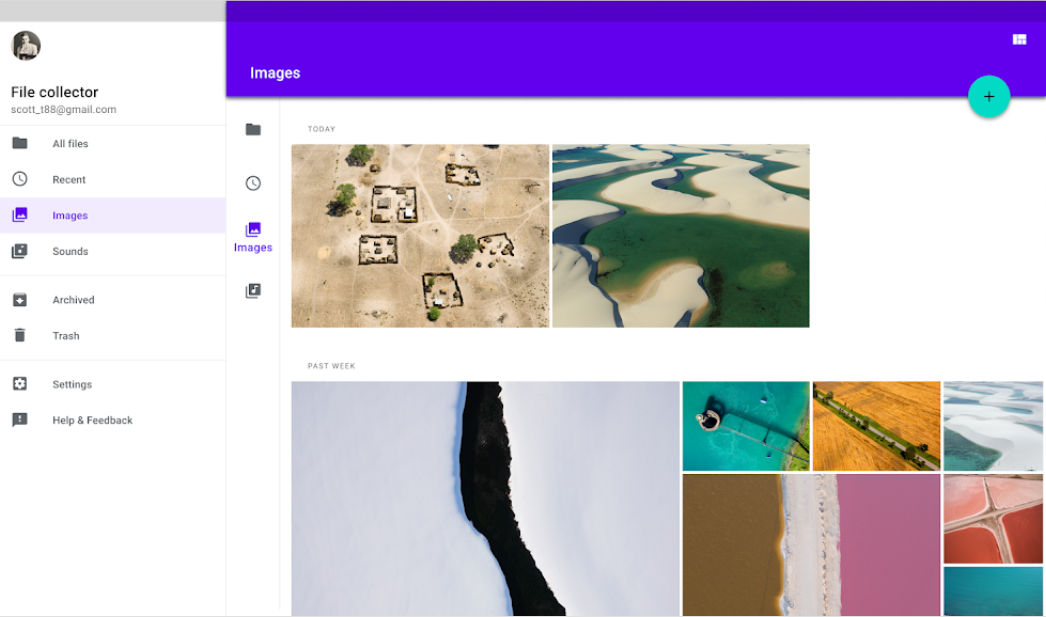 File collector
scott_t88@gmail.com
All files
Recent
Images
Sounds
Archived
Trash
Settings
Help & Feedback
Images
Images
TODAY
PAST WEEK